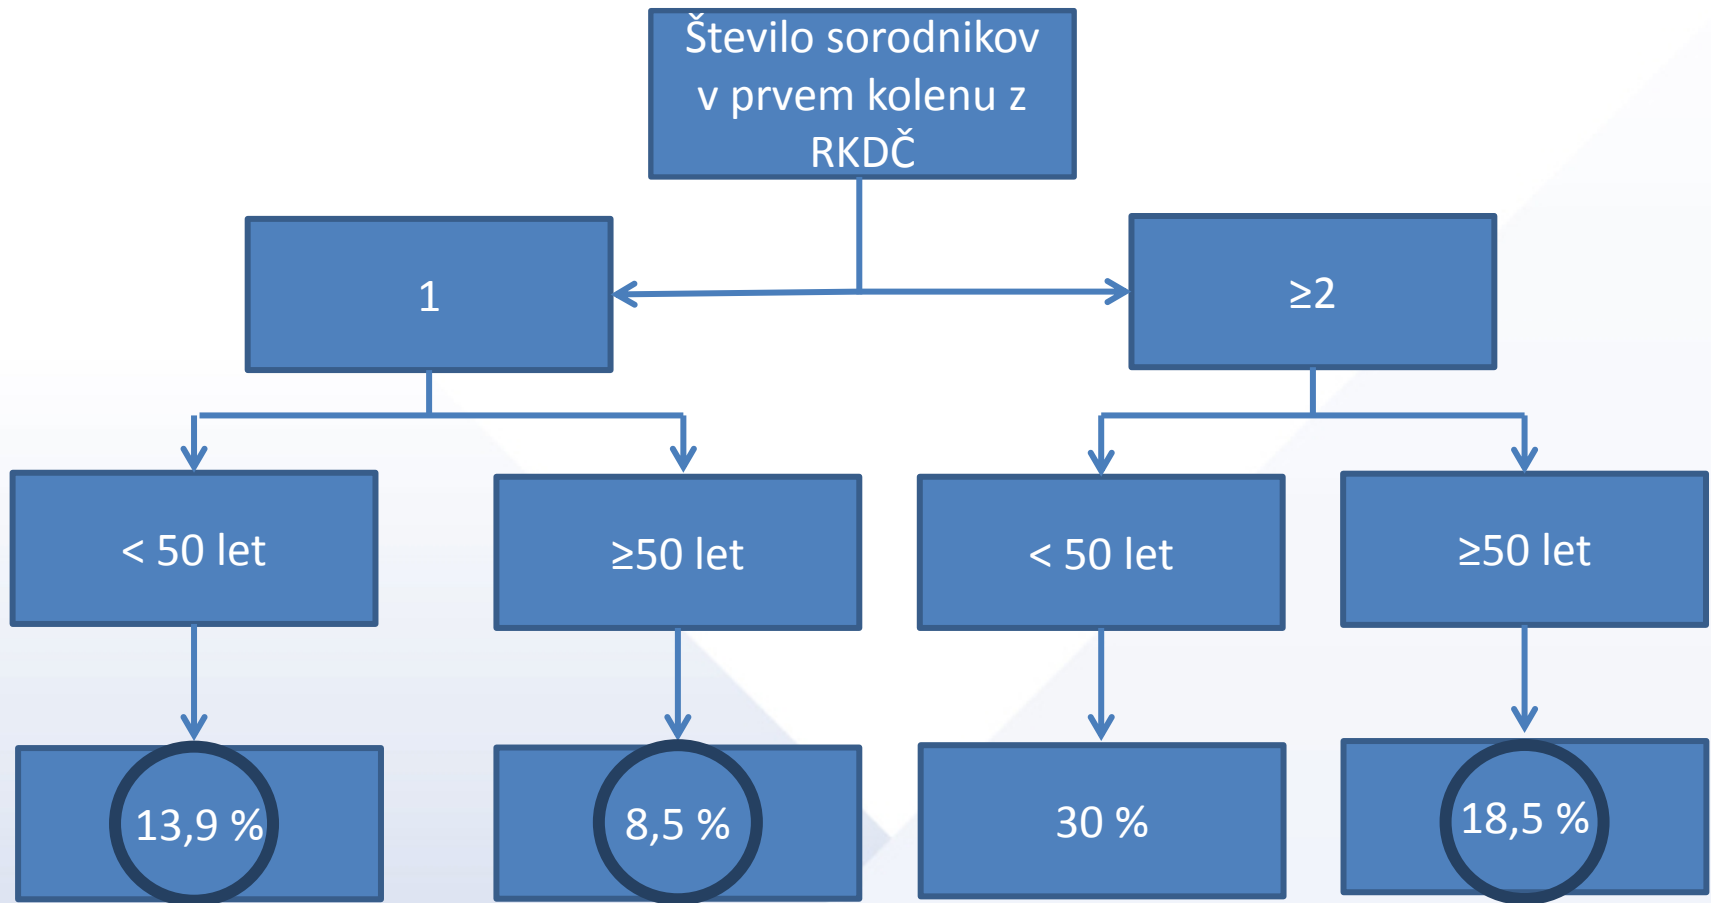 Število sorodnikov
v prvem kolenu z
RKDČ
1
≥2
< 50 let
≥50 let
< 50 let
≥50 let
13,9 %
8,5 %
30 %
18,5 %